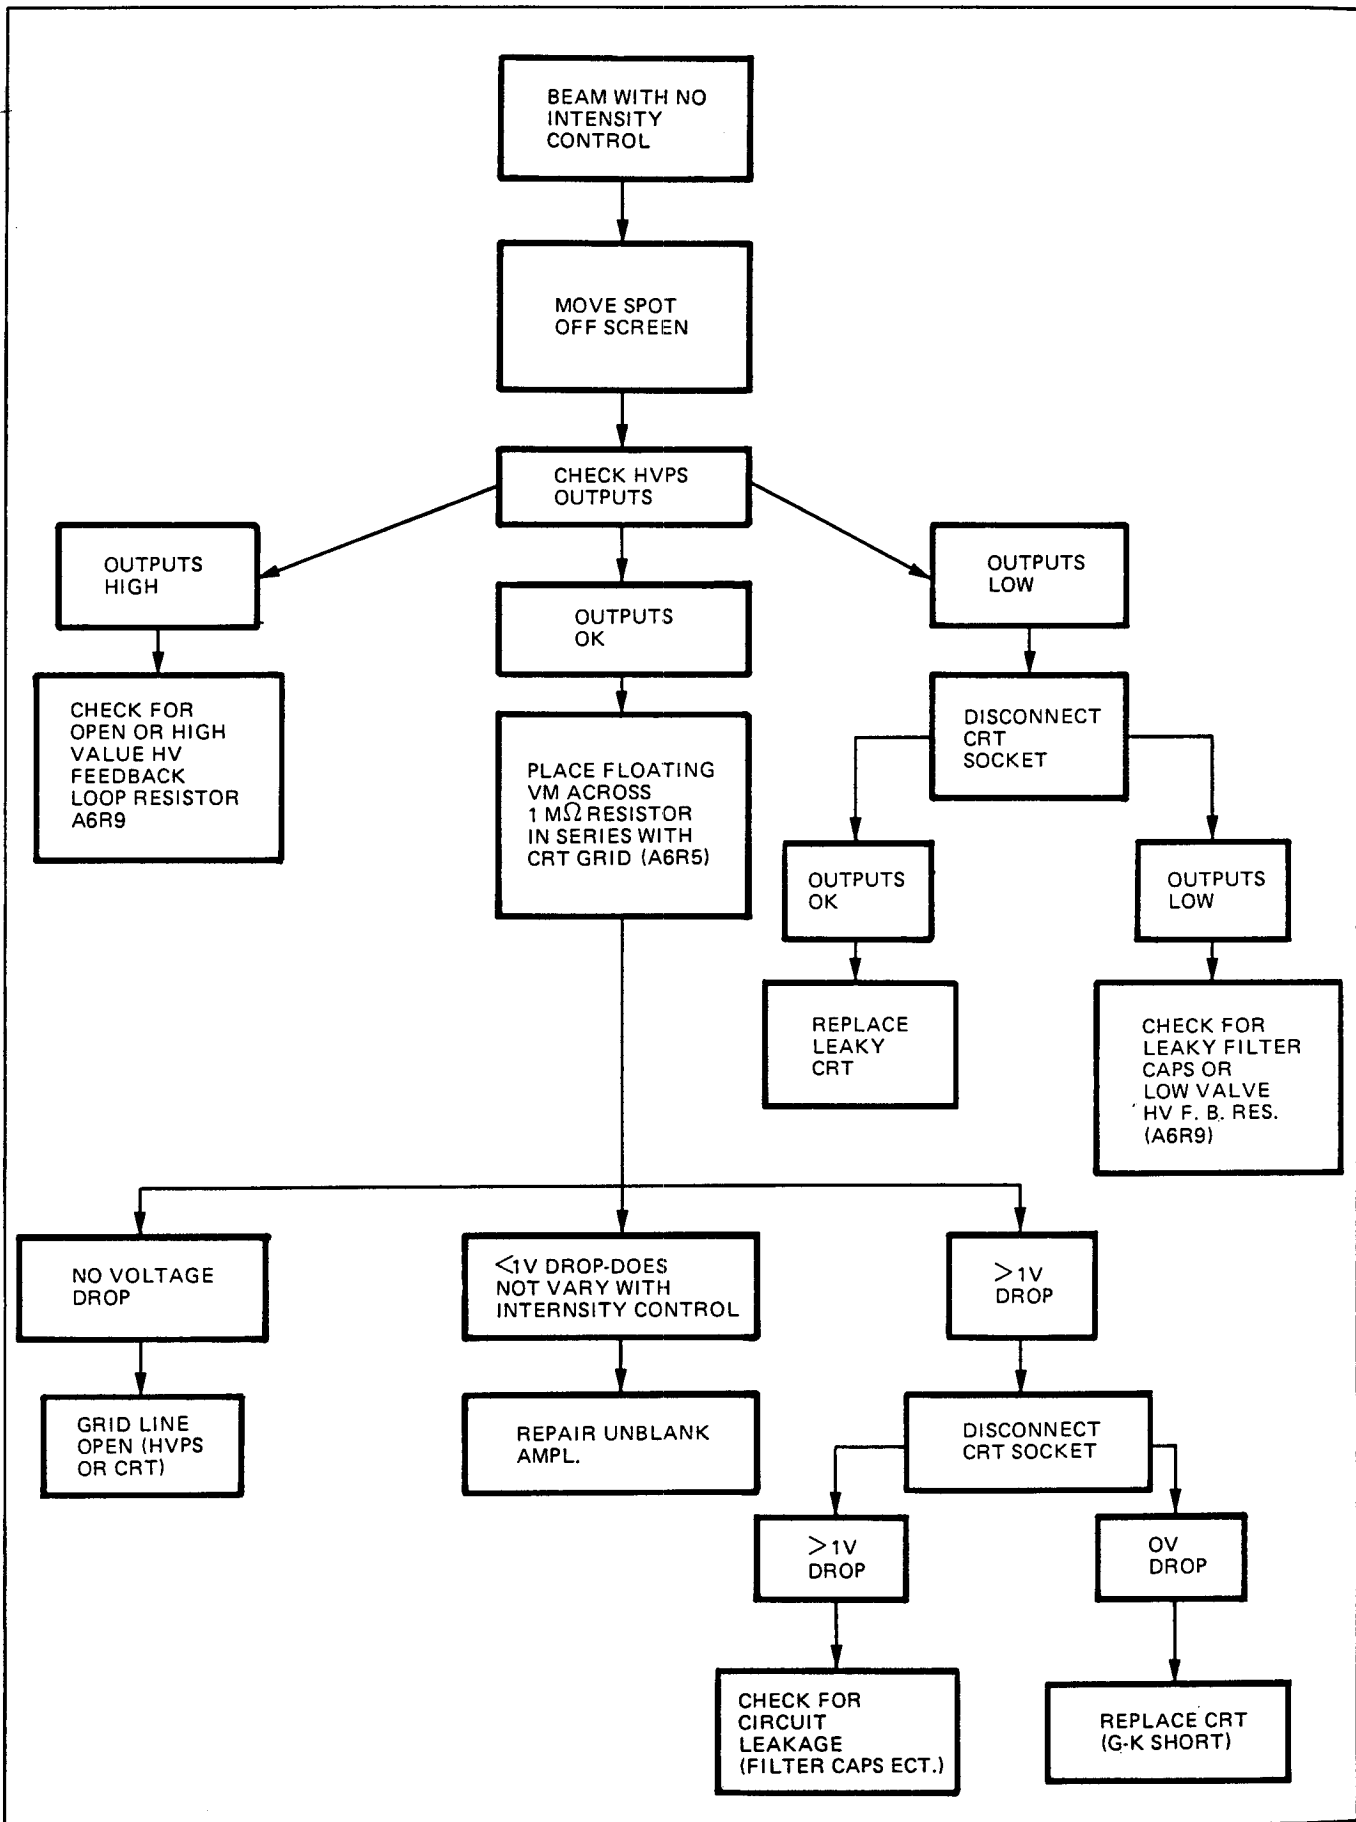 BEAM WITH NO
INTENSITY
CONTROL
MOVE SPOT
OFF SCREEN
CHECK HVPS
OUTPUTS
OUTPUTS
HIGH
OUTPUTS
OK
OUTPUTS
LOW
CHECK FOR
OPEN OR HIGH
VALUE HV
FEEDBACK
LOOP RESISTOR
A6R9
PLACE FLOATING
VM ACROSS
1 MΩ RESISTOR
IN SERIES WITH
CRT GRID (A6R5)
DISCONNECT
CRT
SOCKET
OUTPUTS
OK
OUTPUTS
LOW
REPLACE
LEAKY
CRT
CHECK FOR
LEAKY FILTER
CAPS OR
LOW VALVE
HV F. B. RES.
(A6R9)
NO VOLTAGE
DROP
<1V DROP-DOES
NOT VARY WITH
INTERNSITY CONTROL
>1V
DROP
GRID LINE
OPEN (HVPS
OR CRT)
REPAIR UNBLANK
AMPL.
DISCONNECT
CRT SOCKET
>1V
DROP
OV
DROP
CHECK FOR
CIRCUIT
LEAKAGE
(FILTER CAPS ECT.)
REPLACE CRT
(G-K SHORT)